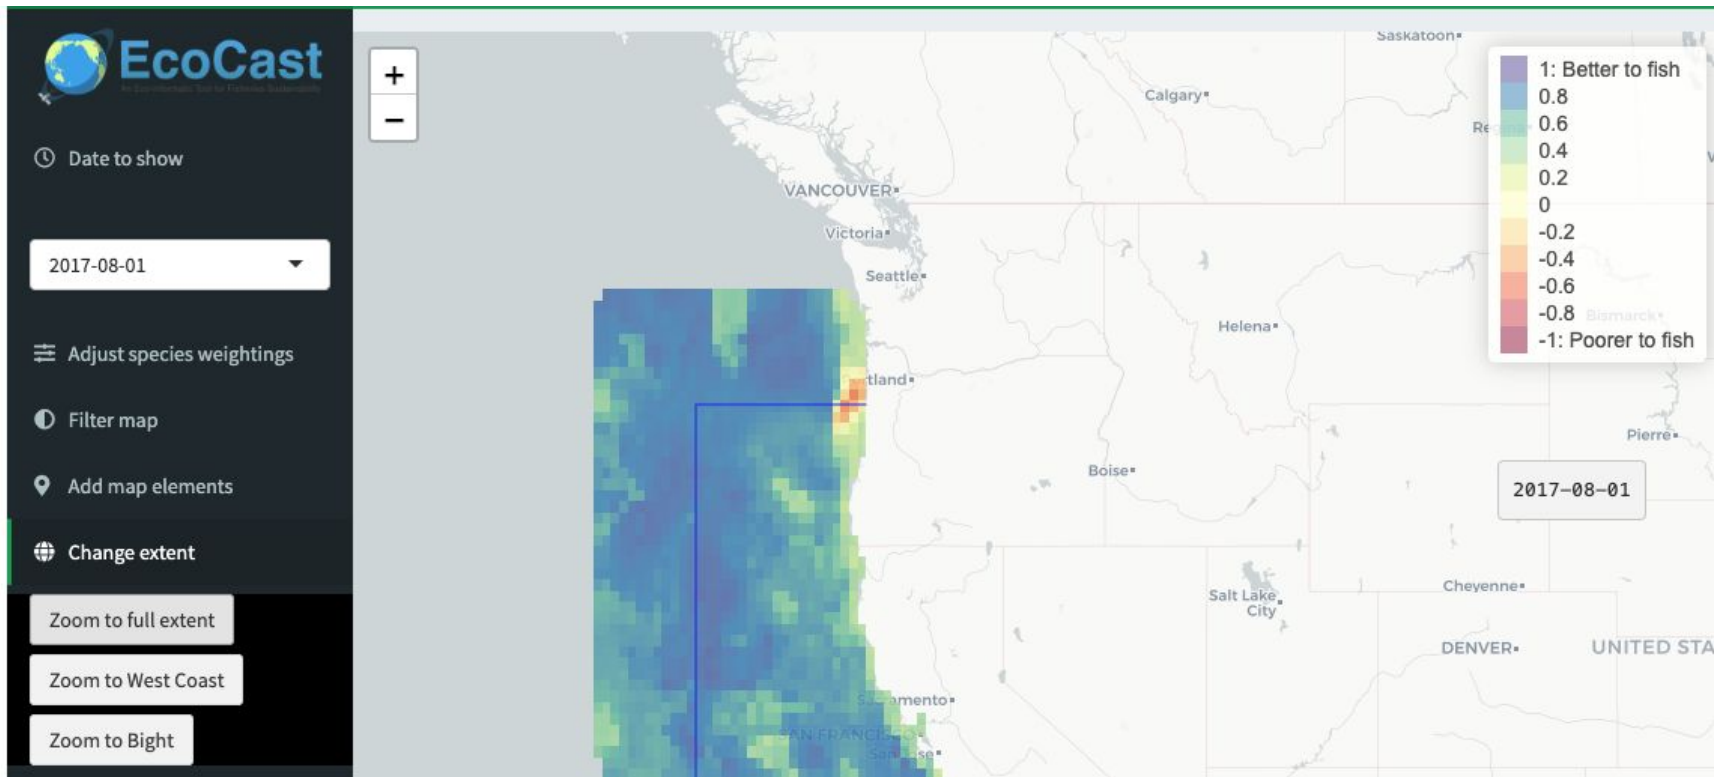 EcoCast
Date to show
2017-08-01
Adjust species weightings
Filter map
Add map elements
Change extent
Zoom to full extent
Zoom to West Coast
Zoom to Bight
+
−
Saskatoon
Calgary
VANCOUVER
Victoria
Seattle
Helena
Bismarck
tland
Pierre
Boise
Salt Lake
City
Cheyenne
DENVER
UNITED STA
amento
SAN FRANCISCO
1: Better to fish
0.8
0.6
0.4
0.2
0
-0.2
-0.4
-0.6
-0.8
-1: Poorer to fish
2017-08-01